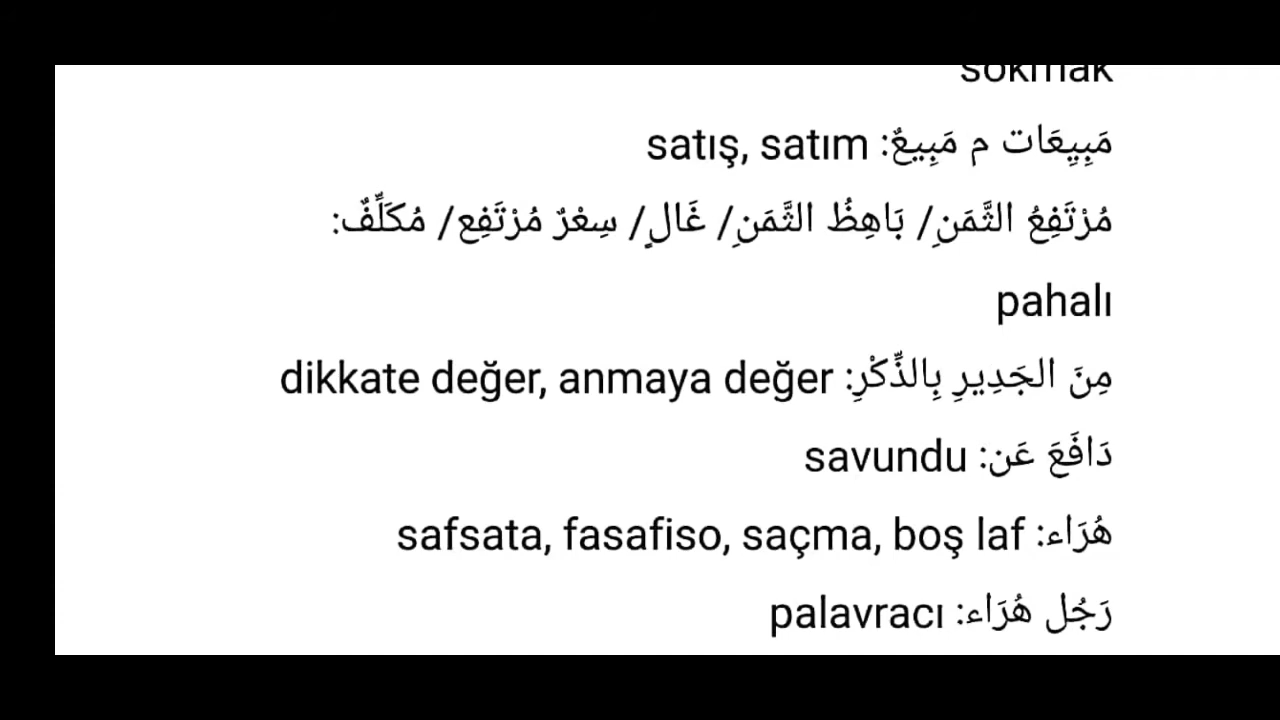 sokmak
مَبِيِعَات م مَبِيعٌ: satış, satım
مُرْتَفِعُ الثَّمَنِ/ بَاهِظُ الثَّمَنِ/ غَالٍ/ سِعْرٌ مُرْتَفِع/ مُكَلِّفٌ:
pahalı
مِنَ الجَدِيرِ بِالذِّكْرِ: dikkate değer, anmaya değer
دَافَعَ عَن: savundu
هُرَاء: safsata, fasafiso, saçma, boş laf
رَجُل هُرَاء: palavracı